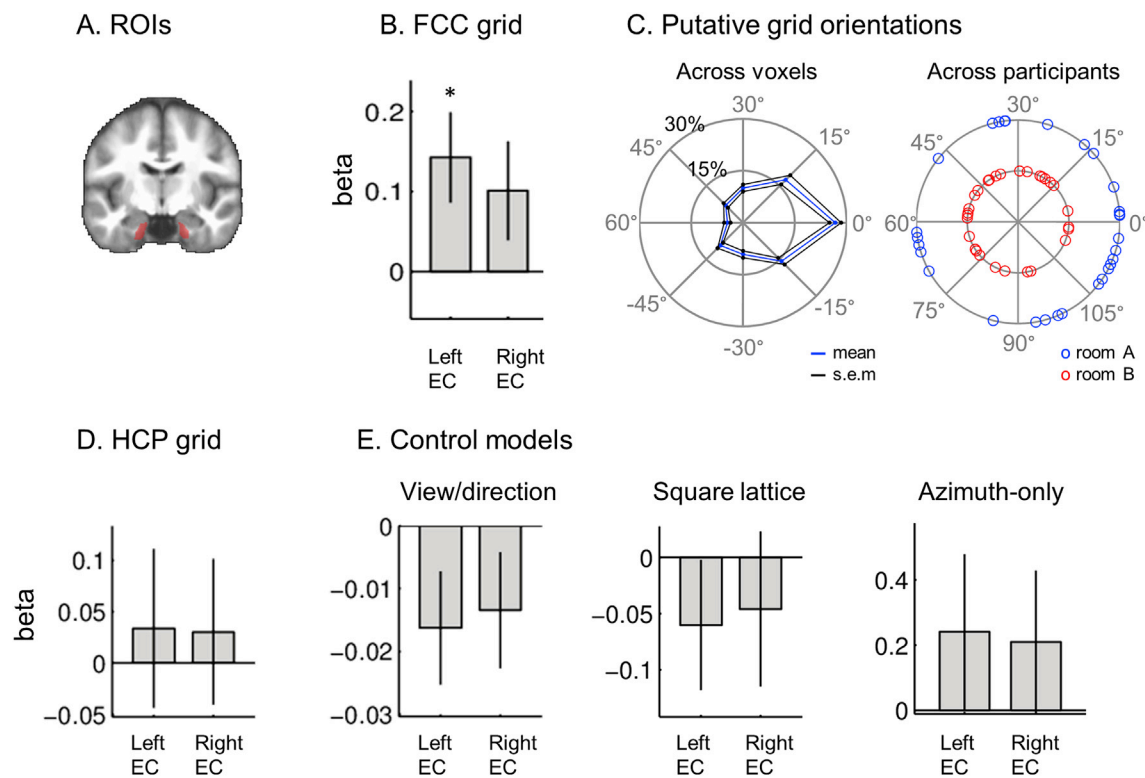 A. ROIs
B. FCC grid
C. Putative grid orientations
Across voxels
Across participants
beta
0.2
0.1
0
*
Left
EC
Right
EC
30°
15°
0°
-15°
-30°
-45°
60°
45°
30%
15%
mean
s.e.m
30°
15°
0°
105°
90°
75°
60°
45°
o room A
o room B
D. HCP grid
E. Control models
beta
0.1
0.05
0
−0.05
Left
EC
Right
EC
View/direction
0
−0.01
−0.02
−0.03
Left
EC
Right
EC
Square lattice
0
−0.05
−0.1
Left
EC
Right
EC
Azimuth-only
0.4
0.2
0
Left
EC
Right
EC